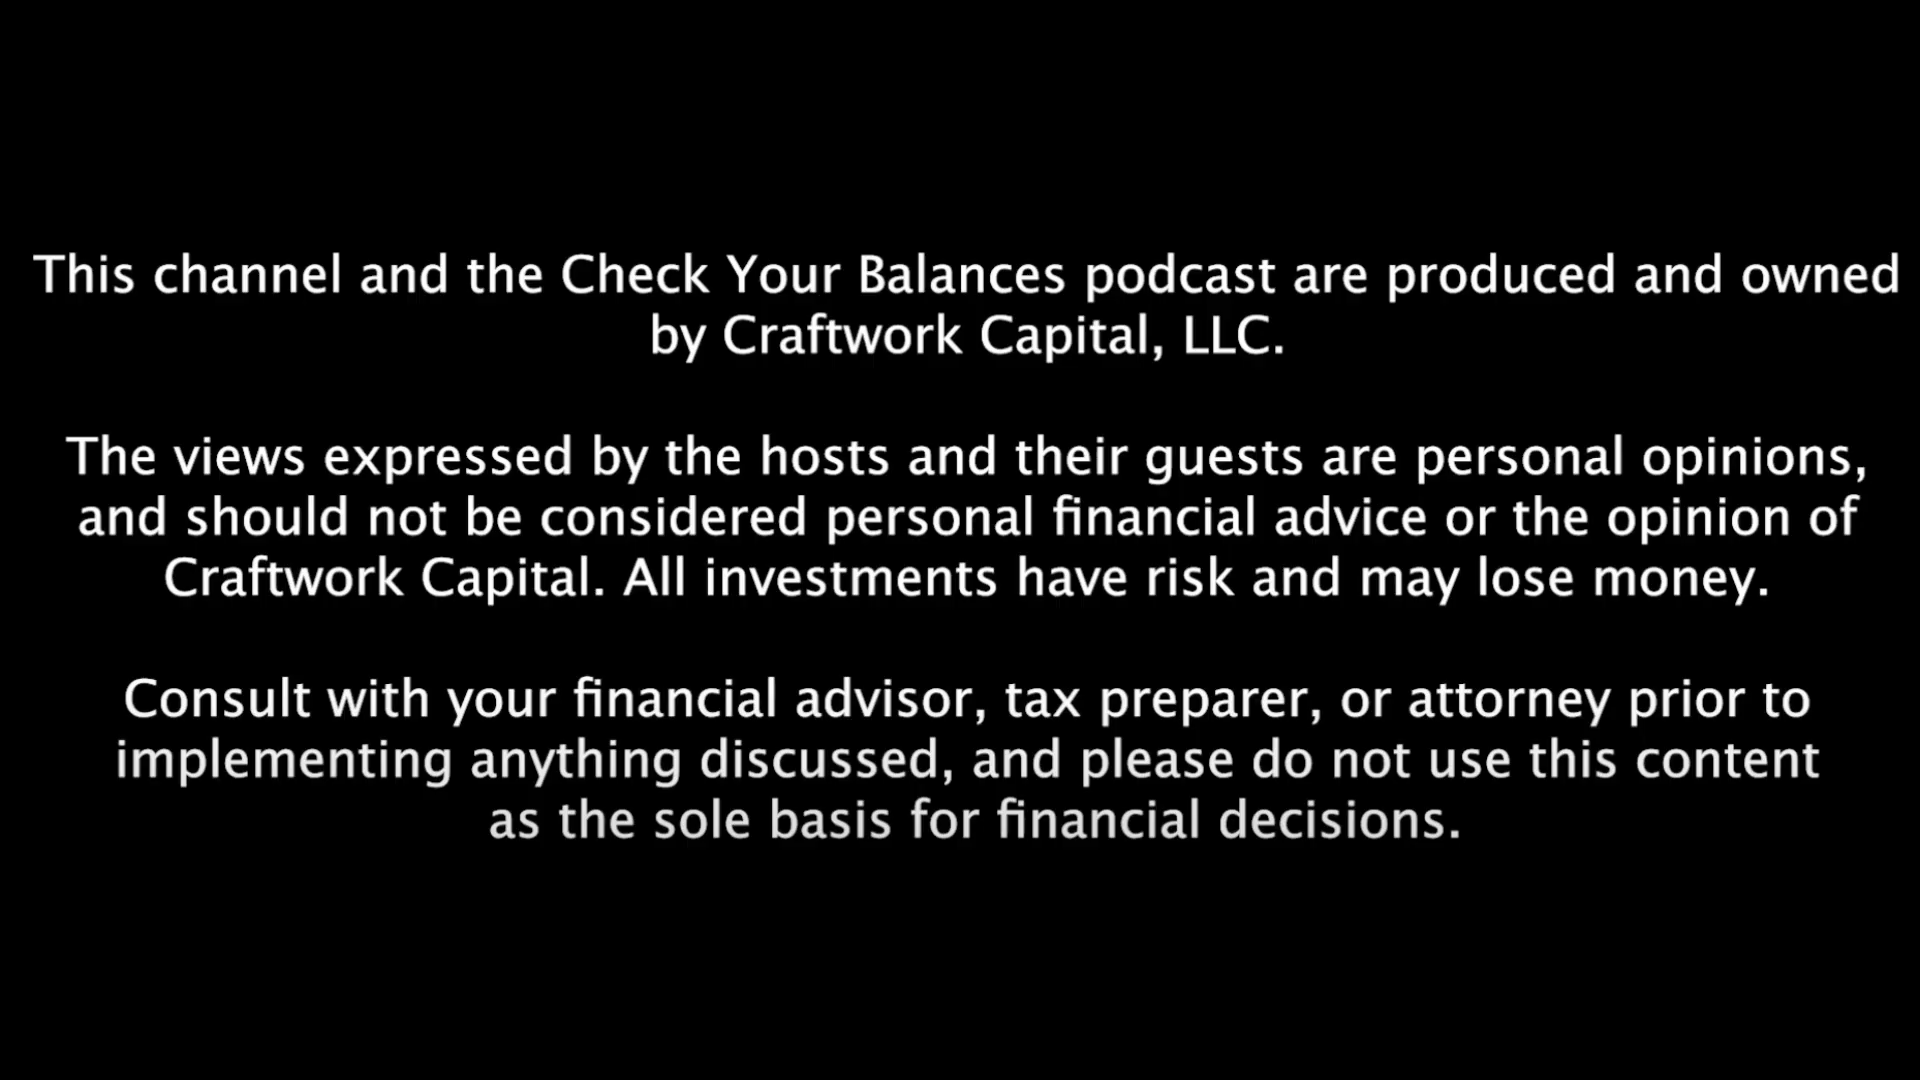 This channel and the Check Your Balances podcast are produced and owned
by Craftwork Capital, LLC.
The views expressed by the hosts and their guests are personal opinions,
and should not be considered personal financial advice or the opinion of
Craftwork Capital. All investments have risk and may lose money.
Consult with your financial advisor, tax preparer, or attorney prior to
implementing anything discussed, and please do not use this content
as the sole basis for financial decisions.